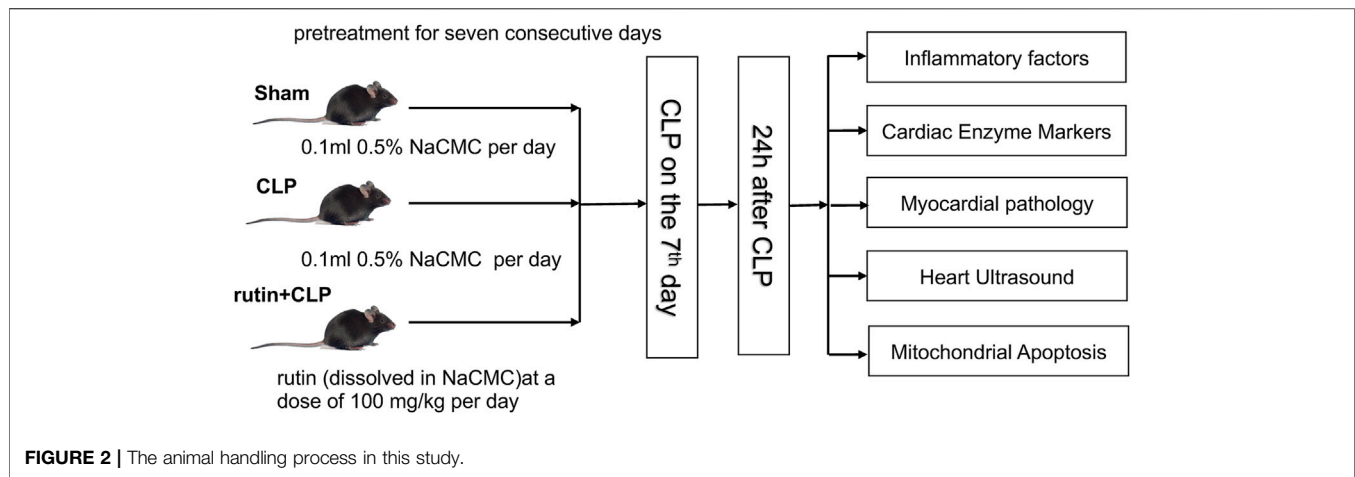 pretreatment for seven consecutive days
Sham
0.1ml 0.5% NaCMC per day
CLP
0.1ml 0.5% NaCMC per day
rutin+CLP
rutin (dissolved in NaCMC)at a
dose of 100 mg/kg per day
CLP on the 7th day
24h after CLP
Inflammatory factors
Cardiac Enzyme Markers
Myocardial pathology
Heart Ultrasound
Mitochondrial Apoptosis
FIGURE 2 | The animal handling process in this study.